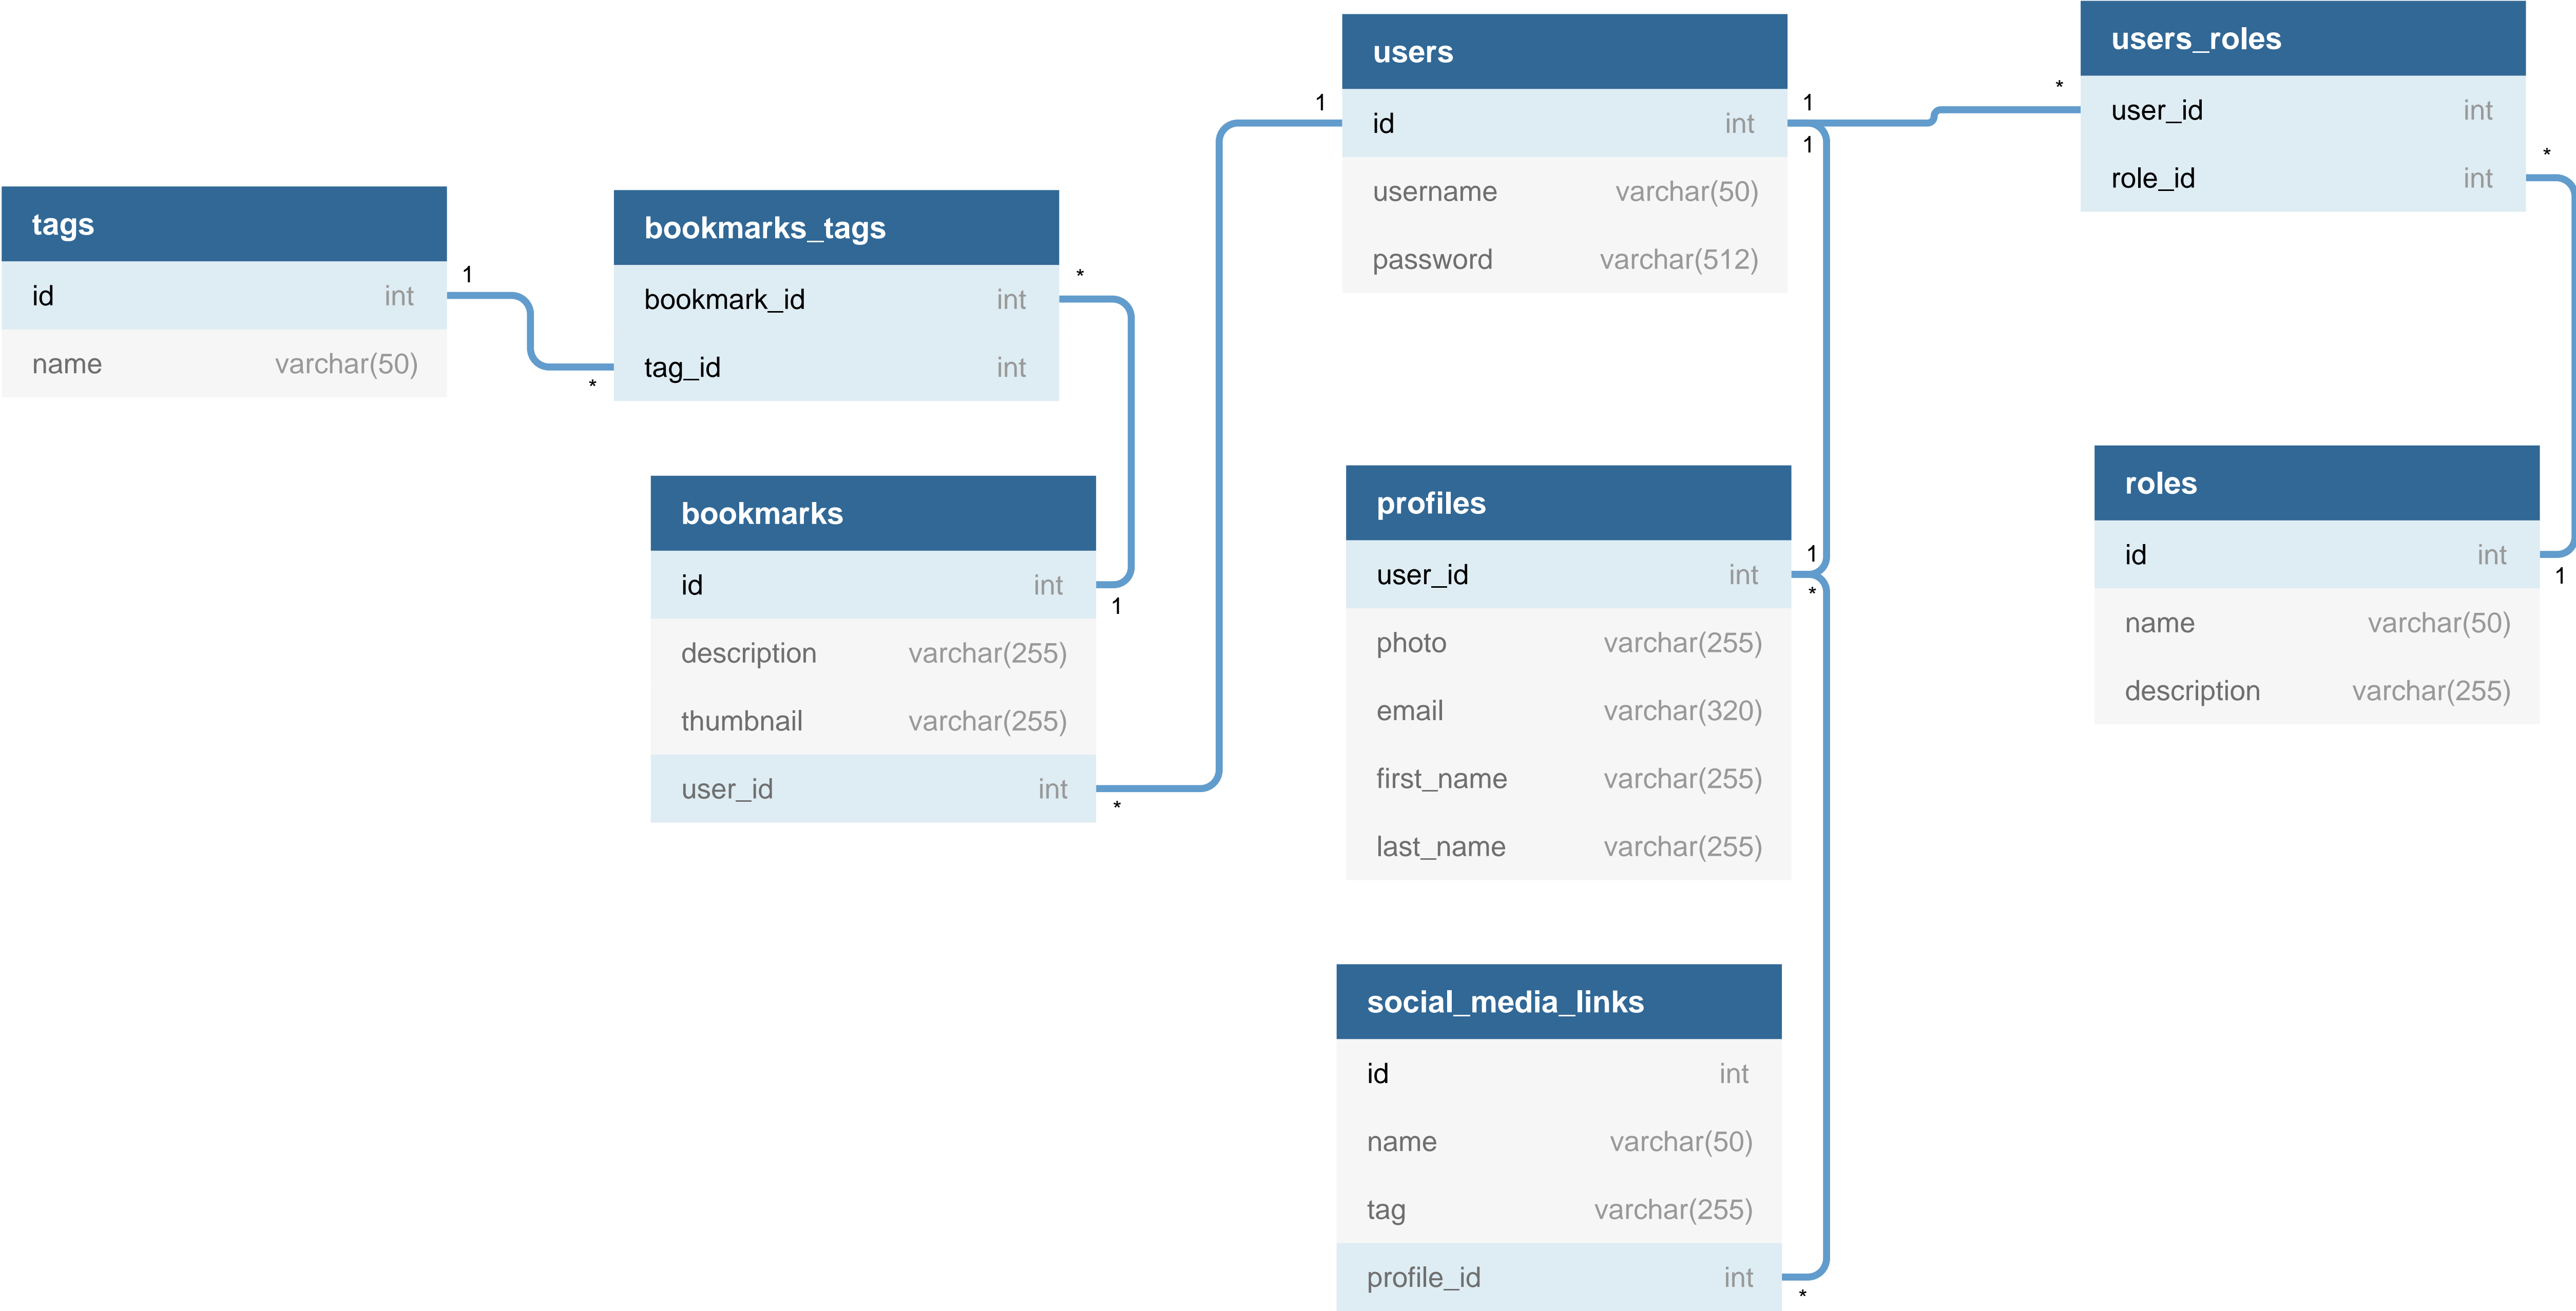 users
1
id int
1
1
username varchar(50)
password varchar(512)
users_roles
*
user_id int
*
role_id int
tags
1
id int
name varchar(50)
bookmarks_tags
*
bookmark_id int
tag_id int
*
bookmarks
id int
1
description varchar(255)
thumbnail varchar(255)
user_id int
*
profiles
1
user_id int
*
photo varchar(255)
email varchar(320)
first_name varchar(255)
last_name varchar(255)
roles
id int
1
name varchar(50)
description varchar(255)
social_media_links
id int
name varchar(50)
tag varchar(255)
profile_id int
*